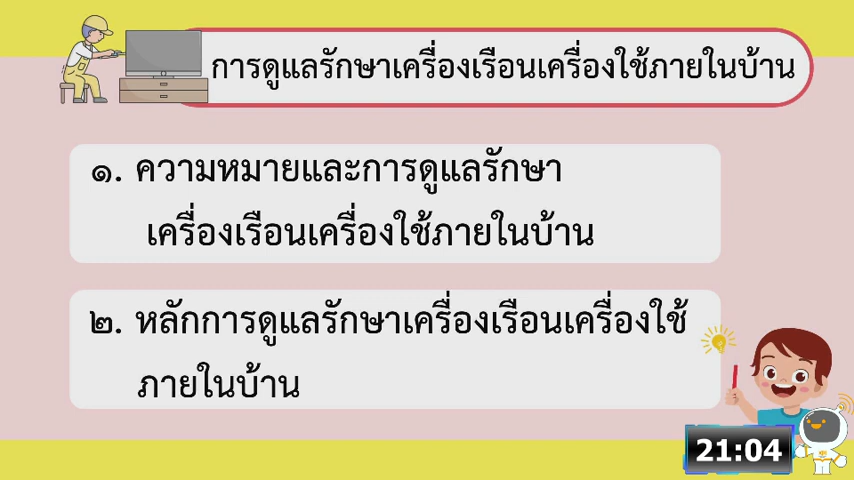 การดูแลรักษาเครื่องเรือนเครื่องใช้ภายในบ้าน
๑. ความหมายและการดูแลรักษา
เครื่องเรือนเครื่องใช้ภายในบ้าน
๒. หลักการดูแลรักษาเครื่องเรือนเครื่องใช้
ภายในบ้าน
21:04